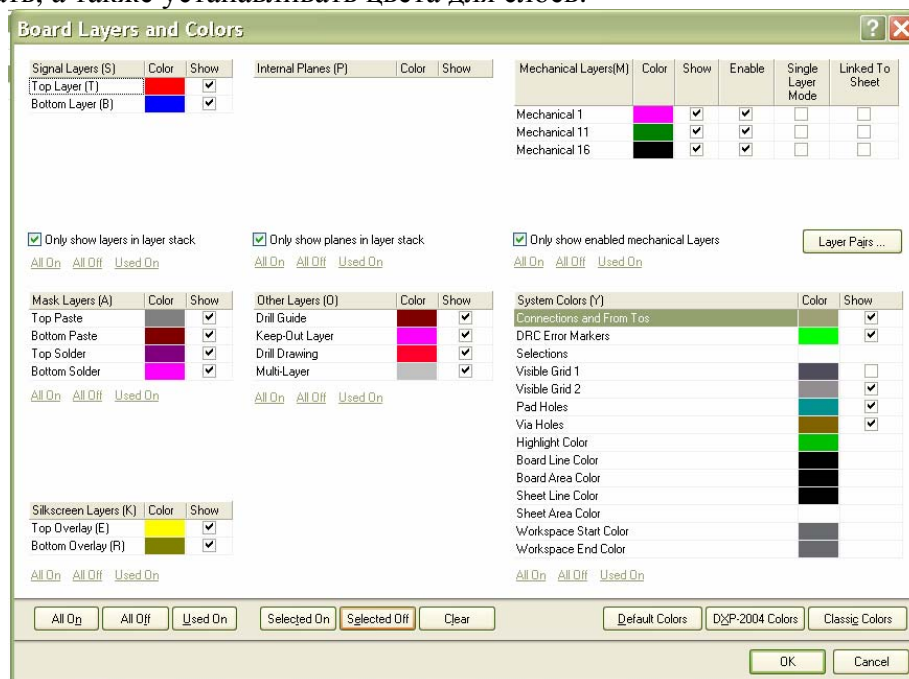 ать, а также устанавливать цвета для слоев.
Board Layers and Colors
Signal Layers (S) Color Show
Top Layer (T)
Bottom Layer (B)
Internal Planes (P) Color Show
Mechanical Layers(M) Color Show Enable Single Layer Mode Linked To Sheet
Mechanical 1
Mechanical 11
Mechanical 16
Only show layers in layer stack
All On All Off Used On
Only show planes in layer stack
All On All Off Used On
Only show enabled mechanical Layers
Layer Pairs ...
All On All Off Used On
Mask Layers (A) Color Show
Top Paste
Bottom Paste
Top Solder
Bottom Solder
All On All Off Used On
Other Layers (O) Color Show
Drill Guide
Keep-Out Layer
Drill Drawing
Multi-Layer
All On All Off Used On
System Colors (Y) Color Show
Connections and From Tos
DRC Error Markers
Selections
Visible Grid 1
Visible Grid 2
Pad Holes
Via Holes
Highlight Color
Board Line Color
Board Area Color
Sheet Line Color
Sheet Area Color
Workspace Start Color
Workspace End Color
All On All Off Used On
Silkscreen Layers (K) Color Show
Top Overlay (E)
Bottom Overlay (R)
All On All Off Used On
All On All Off Used On Selected On Selected Off Clear Default Colors DXP-2004 Colors Classic Colors
OK Cancel